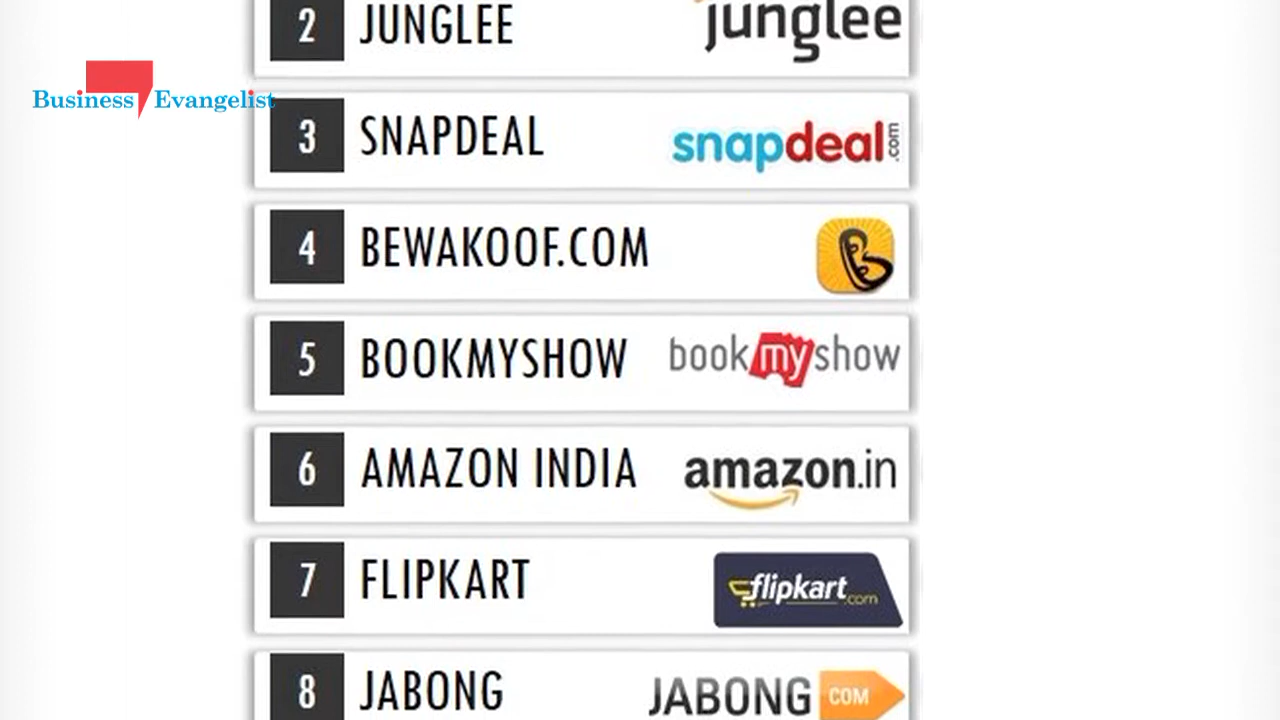 2 JUNGLEE junglee
Business Evangelist
3 SNAPDEAL snapdeal.com
4 BEWAKOOF.COM B
5 BOOKMYSHOW bookmyshow
6 AMAZON INDIA amazon.in
7 FLIPKART flipkart.com
8 JABONG JABONG COM